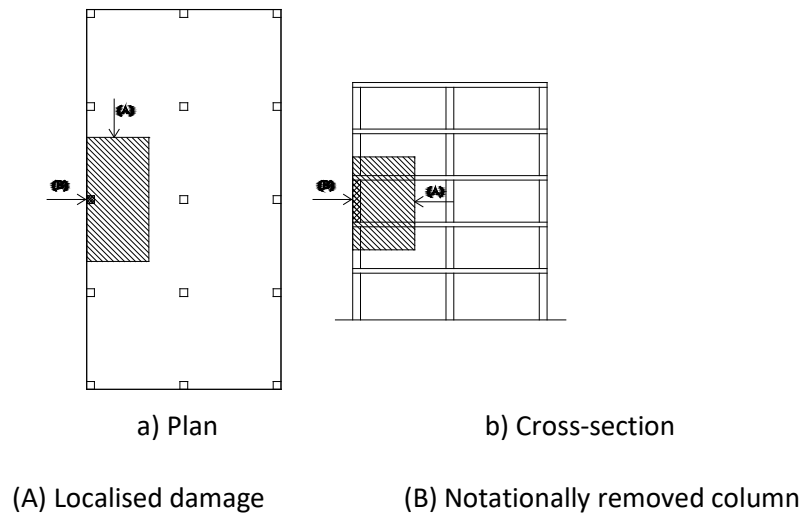 (A)
(B)
(B)
(A)
a) Plan
b) Cross-section
(A) Localised damage
(B) Notationally removed column